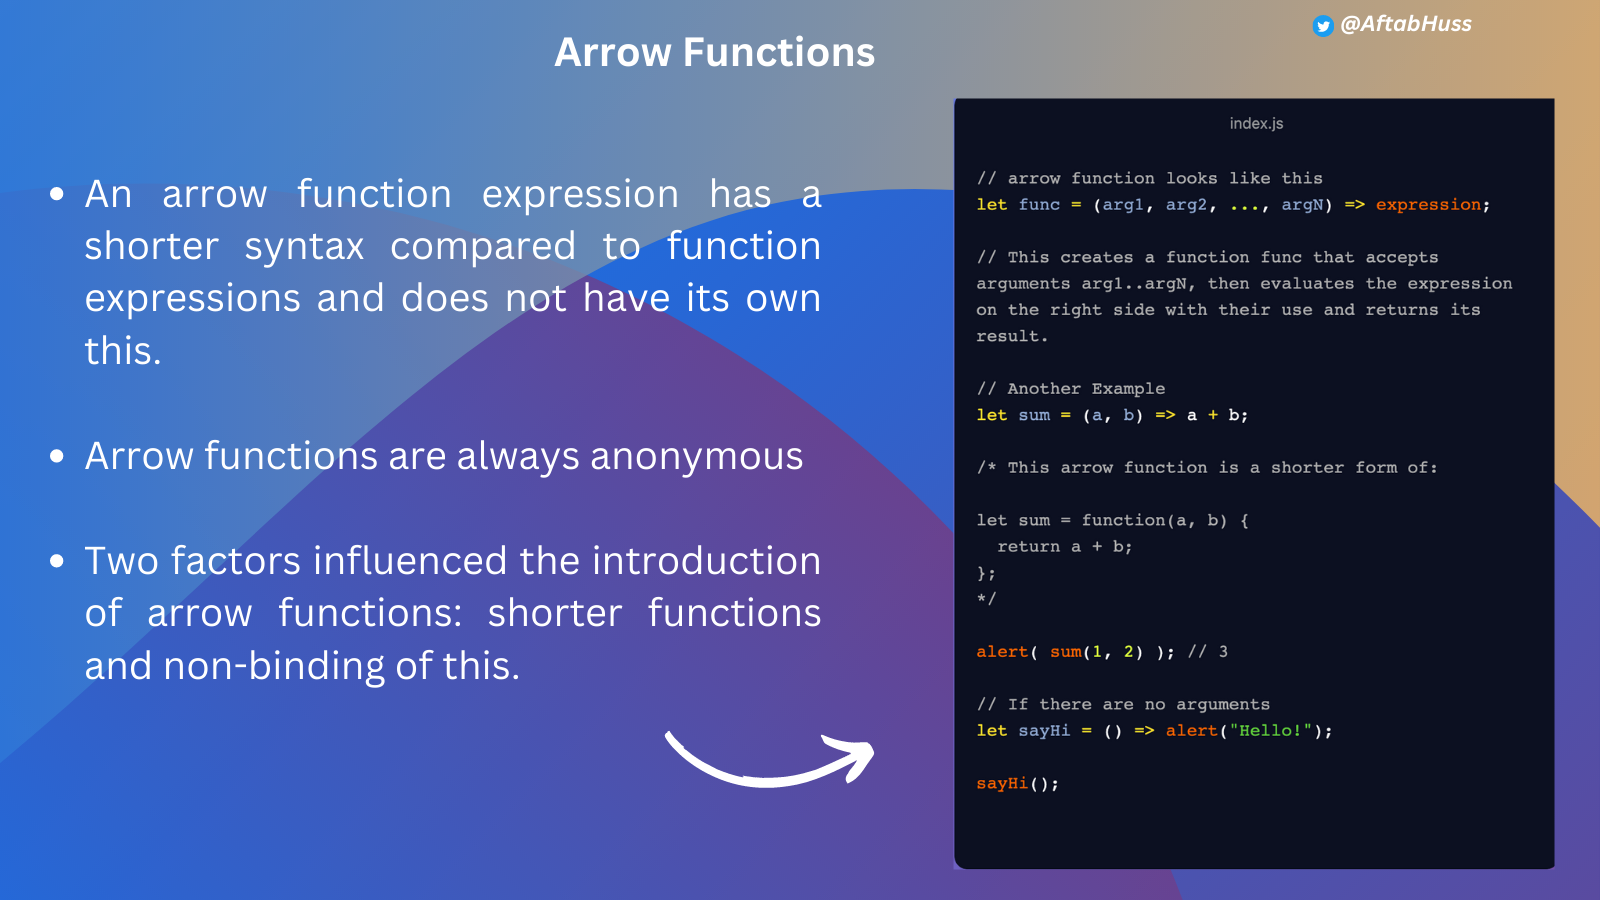 @AftabHuss
Arrow Functions
• An arrow function expression has a
shorter syntax compared to function
expressions and does not have its own
this.
• Arrow functions are always anonymous
• Two factors influenced the introduction
of arrow functions: shorter functions
and non-binding of this.
index.js
// arrow function looks like this
let func = (arg1, arg2, ..., argN) => expression;
// This creates a function func that accepts
arguments arg1..argN, then evaluates the expression
on the right side with their use and returns its
result.
// Another Example
let sum = (a, b) => a + b;
/* This arrow function is a shorter form of:
let sum = function(a, b) {
  return a + b;
};
*/
alert( sum(1, 2) ); // 3
// If there are no arguments
let sayHi = () => alert("Hello!");
sayHi();